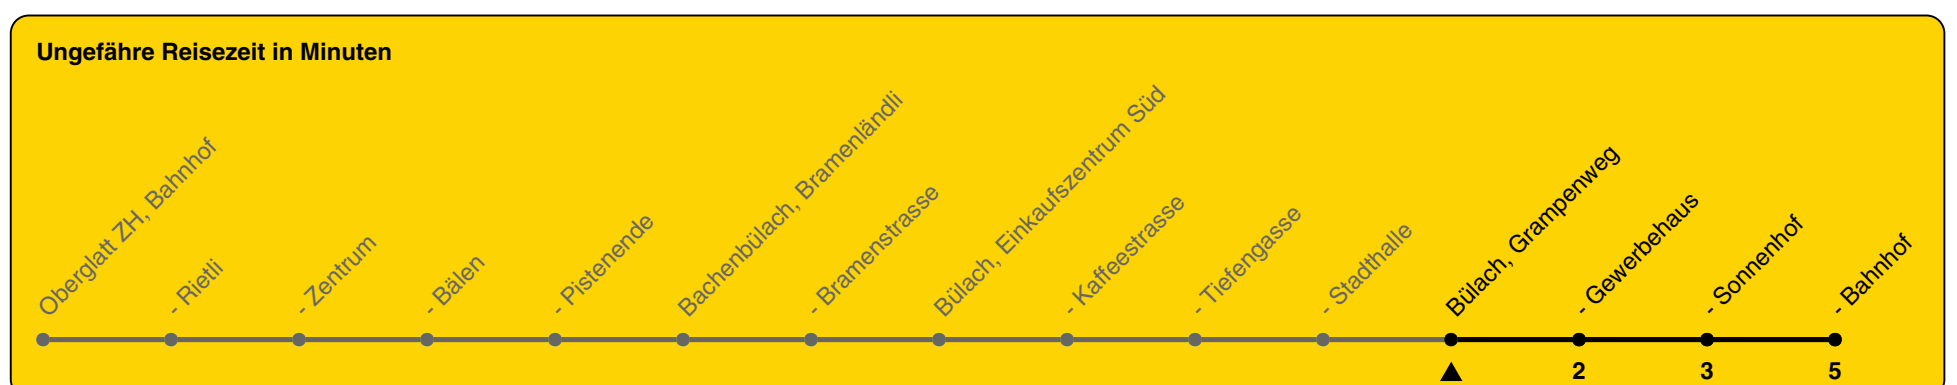 Ungefähre Reisezeit in Minuten
Oberglatt ZH, Bahnhof
- Rietli
- Zentrum
- Bälen
- Pistenende
Bachenbülach, Bramenländli
- Bramenstrasse
Bülach, Einkaufszentrum Süd
- Kaffeestrasse
- Tiefengasse
- Stadthalle
Bülach, Grampenweg
- Gewerbehaus
- Sonnenhof
- Bahnhof
2 3 5